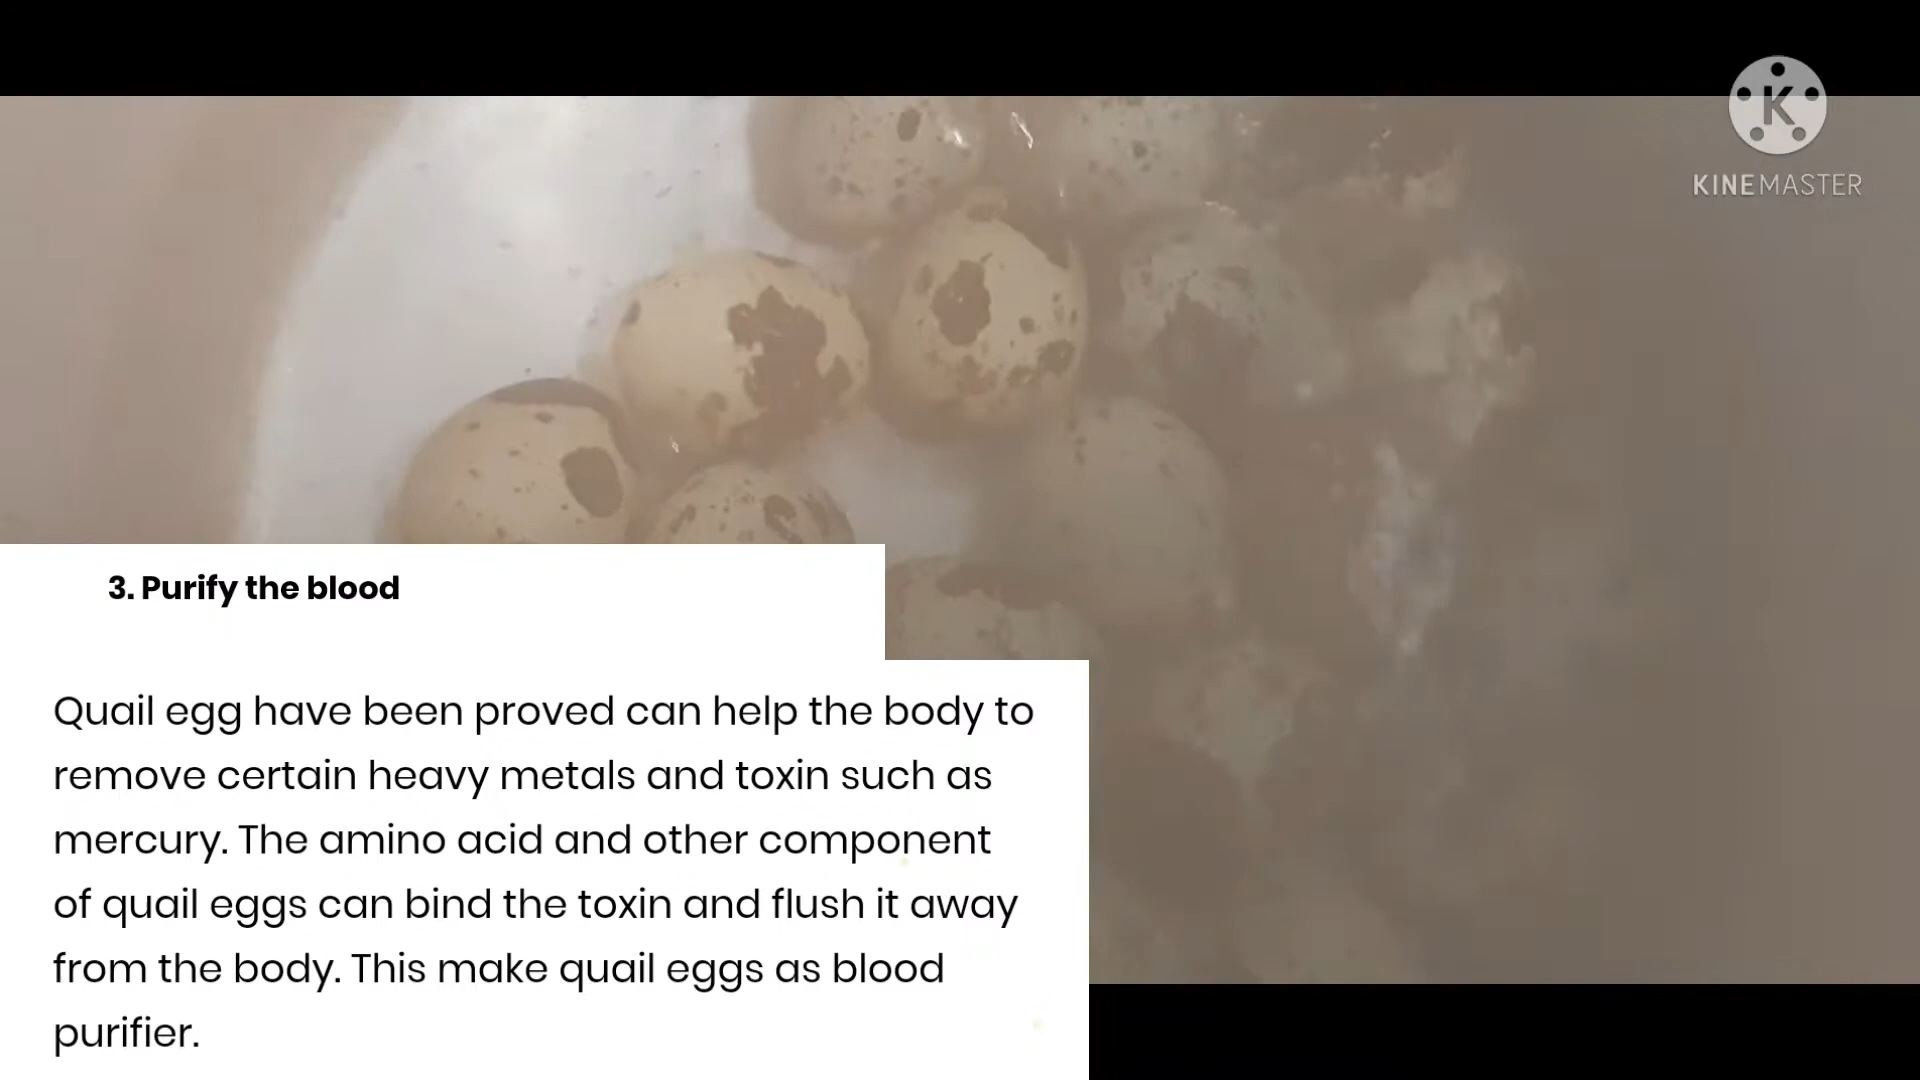 K
KINEMASTER
3. Purify the blood
Quail egg have been proved can help the body to
remove certain heavy metals and toxin such as
mercury. The amino acid and other component
of quail eggs can bind the toxin and flush it away
from the body. This make quail eggs as blood
purifier.